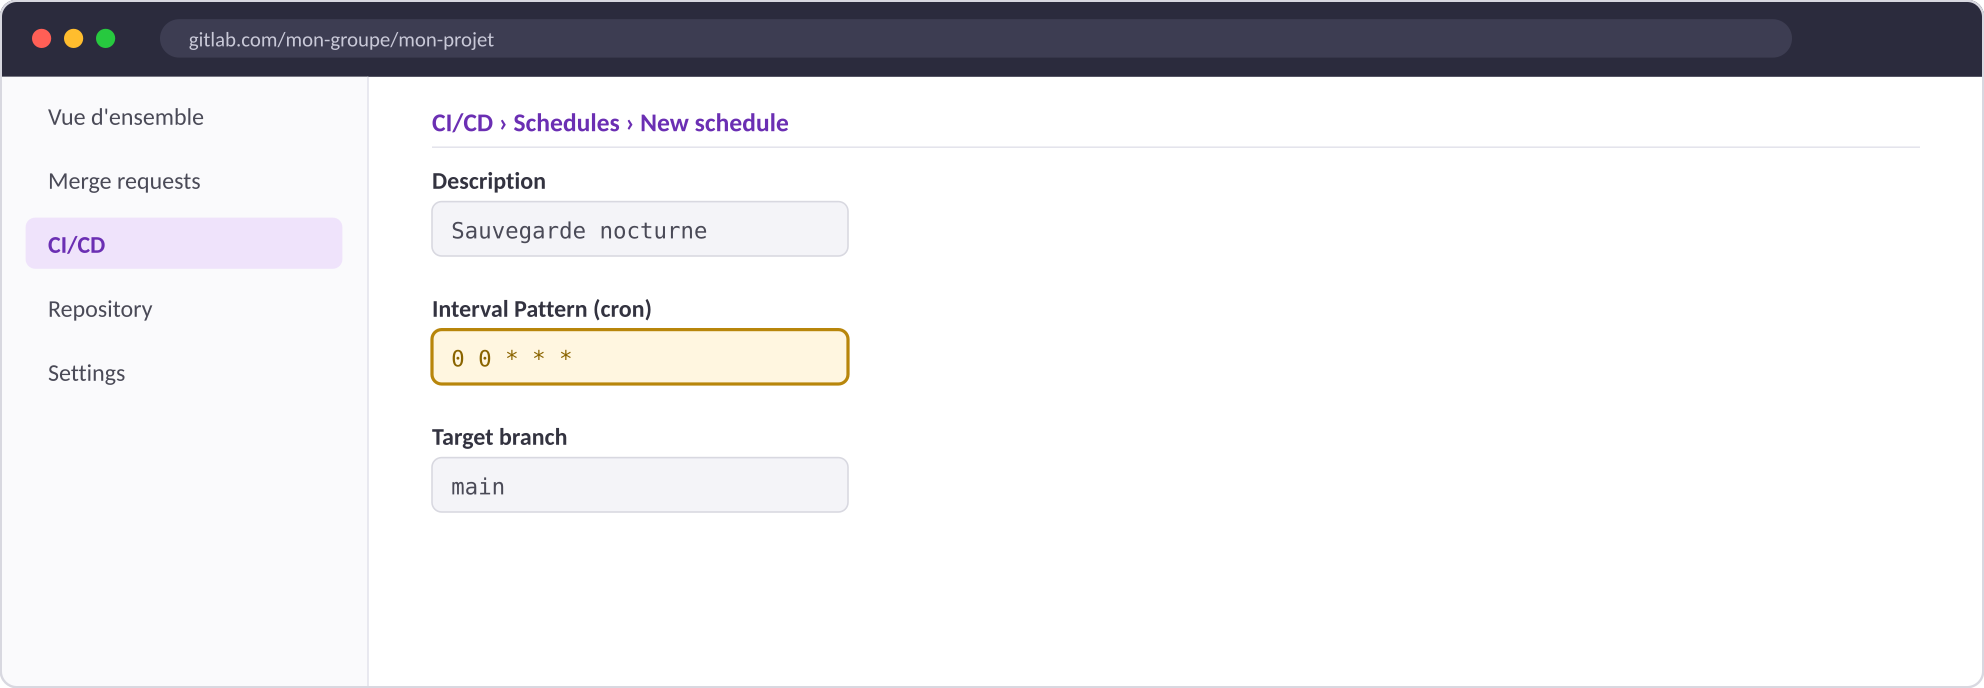 gitlab.com/mon-groupe/mon-projet
Vue d'ensemble
Merge requests
CI/CD
Repository
Settings
CI/CD › Schedules › New schedule
Description
Sauvegarde nocturne
Interval Pattern (cron)
0 0 * * *
Target branch
main